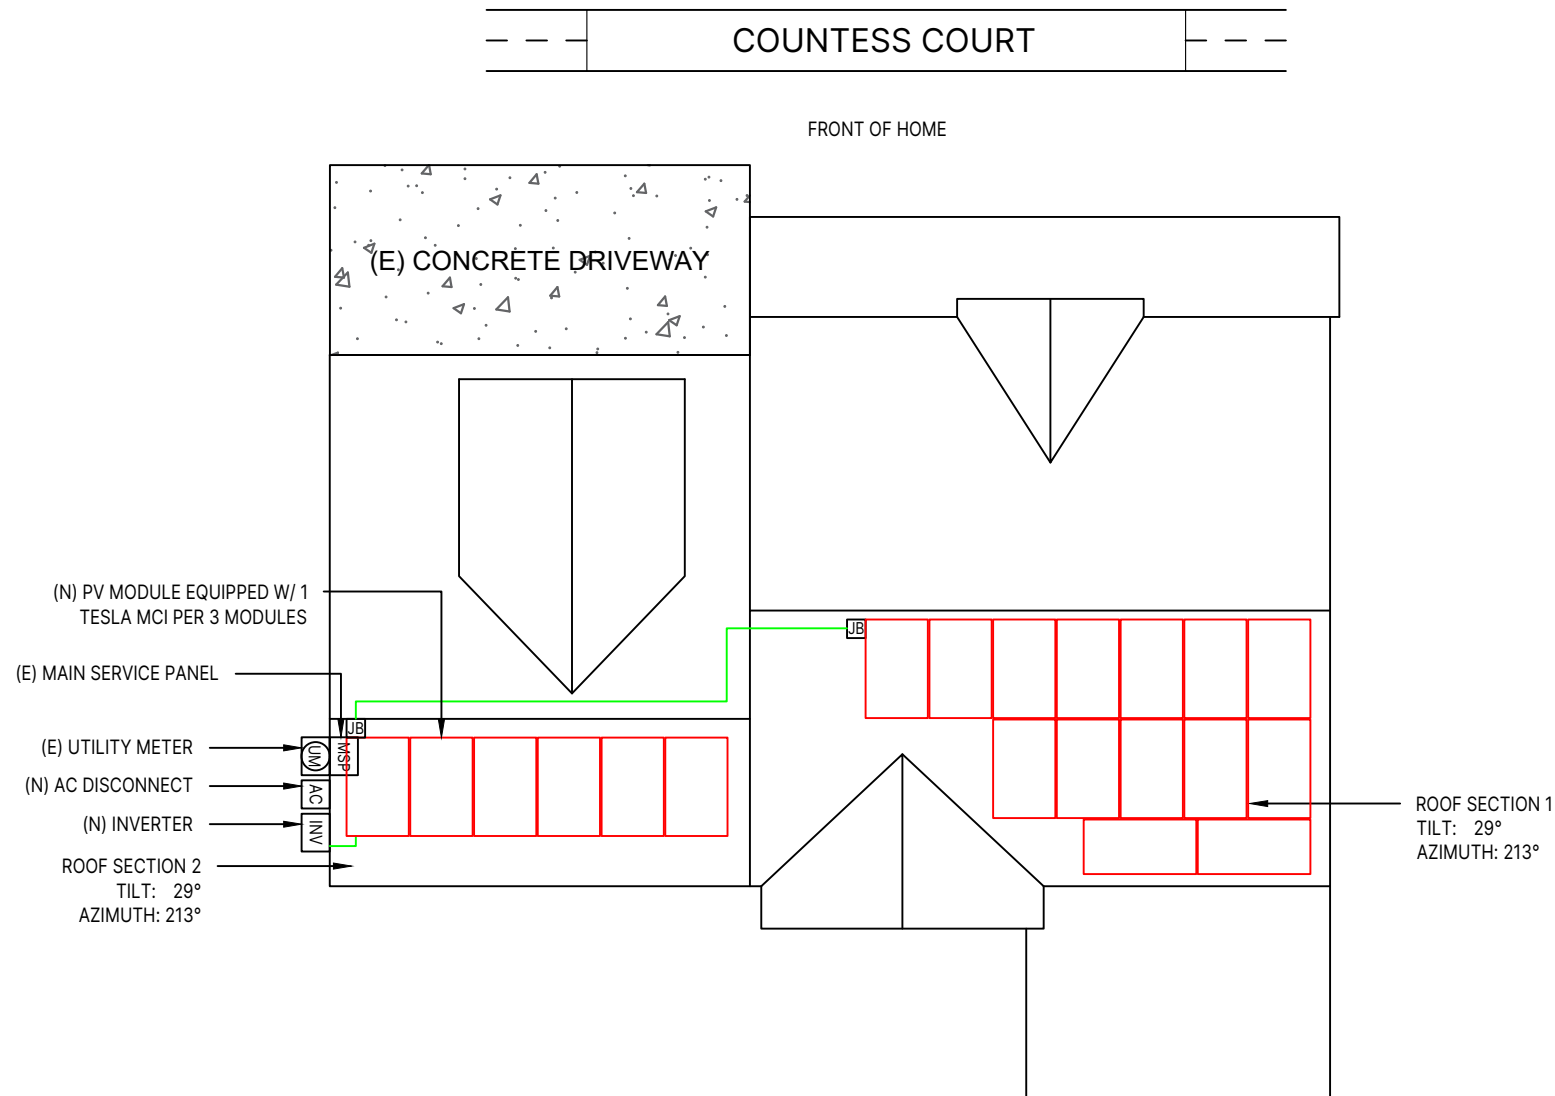 COUNTESS COURT
FRONT OF HOME
(E) CONCRETE DRIVEWAY
(N) PV MODULE EQUIPPED W/ 1
TESLA MCI PER 3 MODULES
JB
(E) MAIN SERVICE PANEL
JB
MSP
(E) UTILITY METER
UM
(N) AC DISCONNECT
AC
(N) INVERTER
INV
ROOF SECTION 2
TILT: 29°
AZIMUTH: 213°
ROOF SECTION 1
TILT: 29°
AZIMUTH: 213°